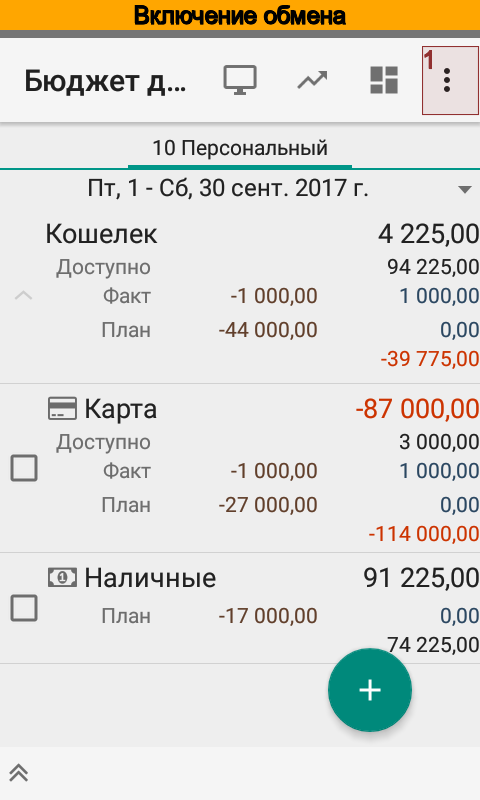 Включение обмена
Бюджет д...
1
10 Персональный
Пт, 1 - Сб, 30 сент. 2017 г.
Кошелек 4 225,00
Доступно 94 225,00
Факт -1 000,00 1 000,00
План -44 000,00 0,00
-39 775,00
Карта -87 000,00
Доступно 3 000,00
Факт -1 000,00 1 000,00
План -27 000,00 0,00
-114 000,00
Наличные 91 225,00
План -17 000,00 0,00
74 225,00